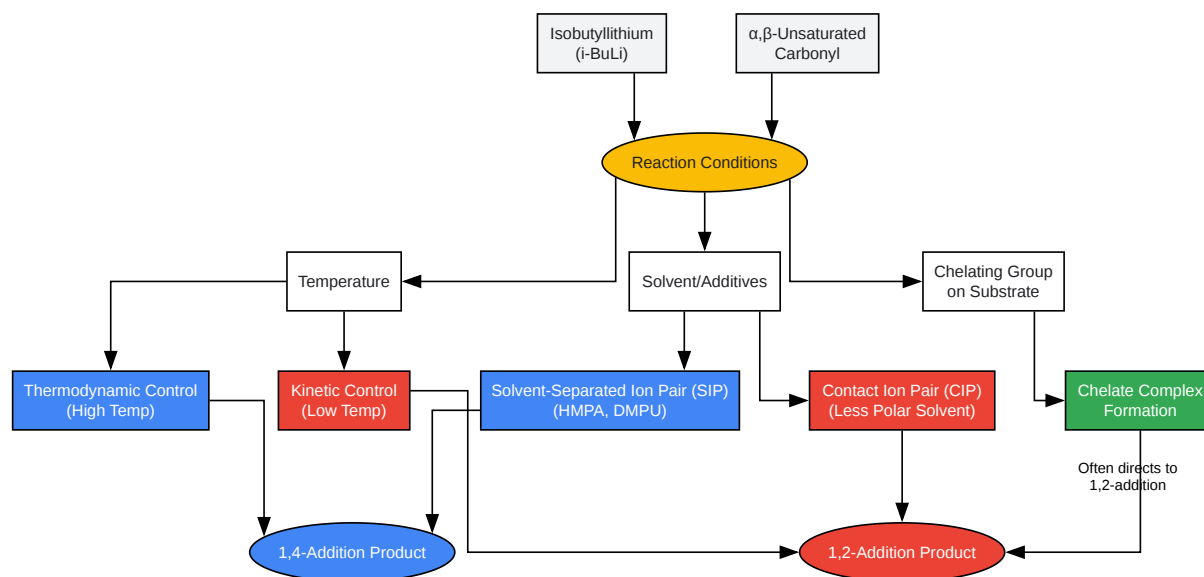 Isobutyllithium
(i-BuLi)
α,β-Unsaturated
Carbonyl
Reaction Conditions
Temperature
Solvent/Additives
Chelating Group
on Substrate
Thermodynamic Control
(High Temp)
Kinetic Control
(Low Temp)
Solvent-Separated Ion Pair (SIP)
(HMPA, DMPU)
Contact Ion Pair (CIP)
(Less Polar Solvent)
Chelate Complex
Formation
Often directs to
1,2-addition
1,4-Addition Product
1,2-Addition Product